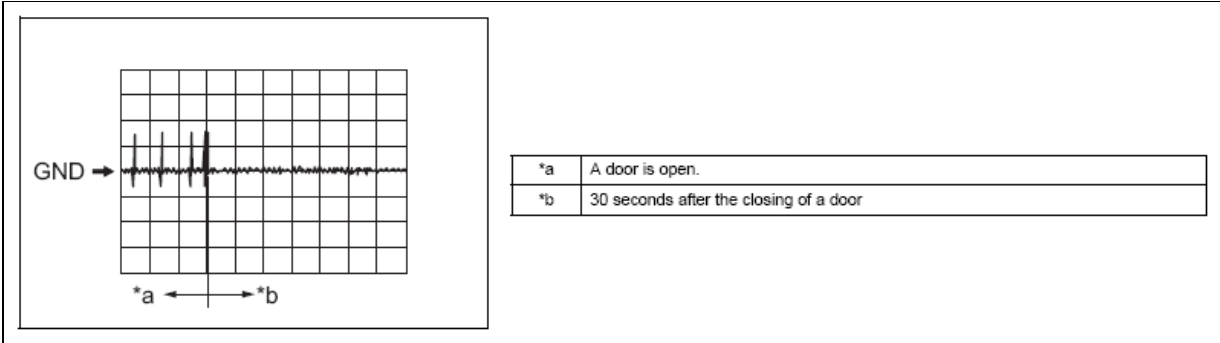 GND
*a
*b
*a A door is open.
*b 30 seconds after the closing of a door